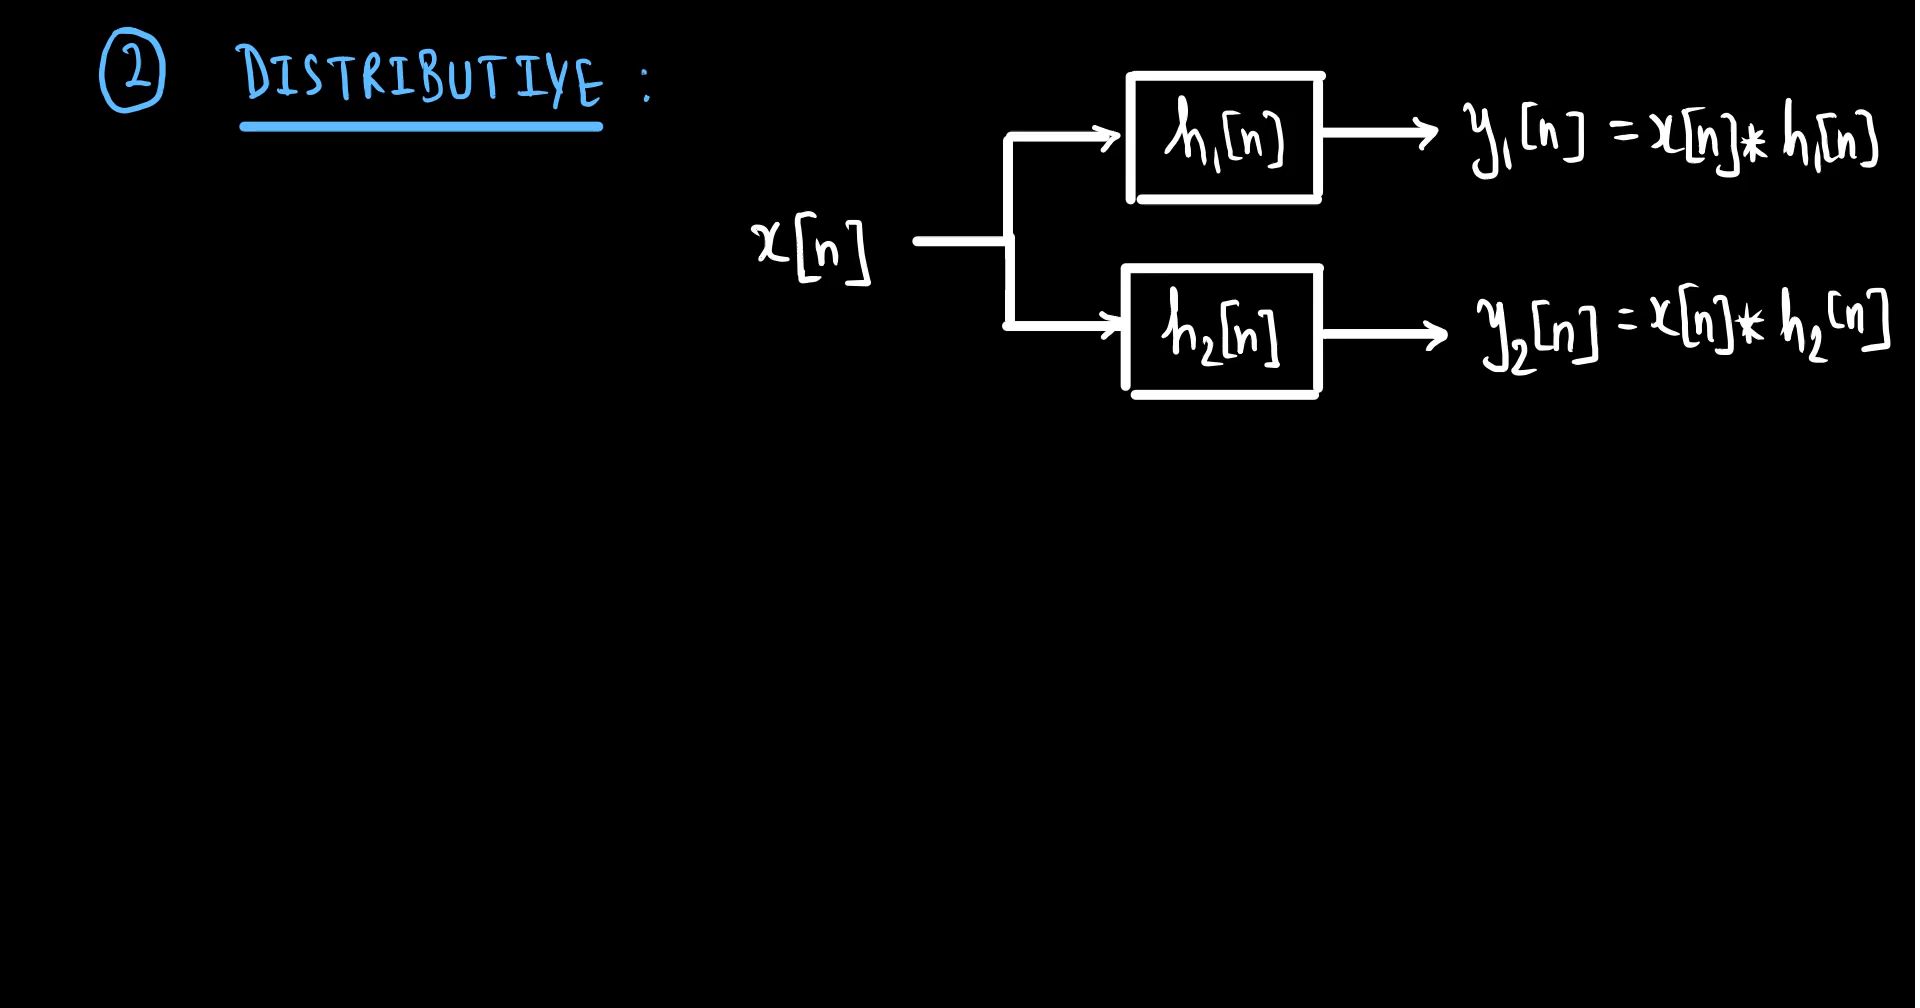 ② DISTRIBUTIVE :
h₁[n] y₁[n] = x[n] * h₁[n]
x[n]
h₂[n] y₂[n] = x[n] * h₂[n]